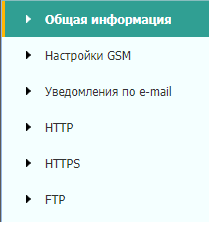 Общая информация
Настройки GSM
Уведомления по e-mail
HTTP
HTTPS
FTP